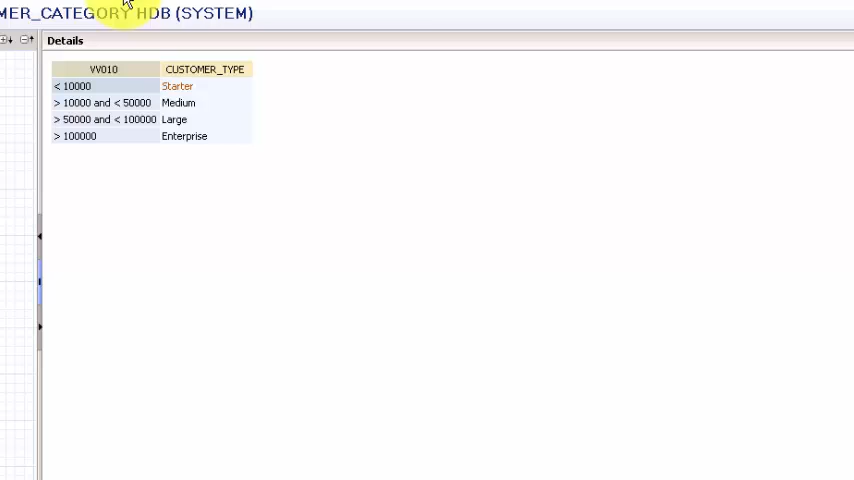 MER_CATEGORY HDB (SYSTEM)
Details
VV010 CUSTOMER_TYPE
< 10000 Starter
> 10000 and < 50000 Medium
> 50000 and < 100000 Large
> 100000 Enterprise